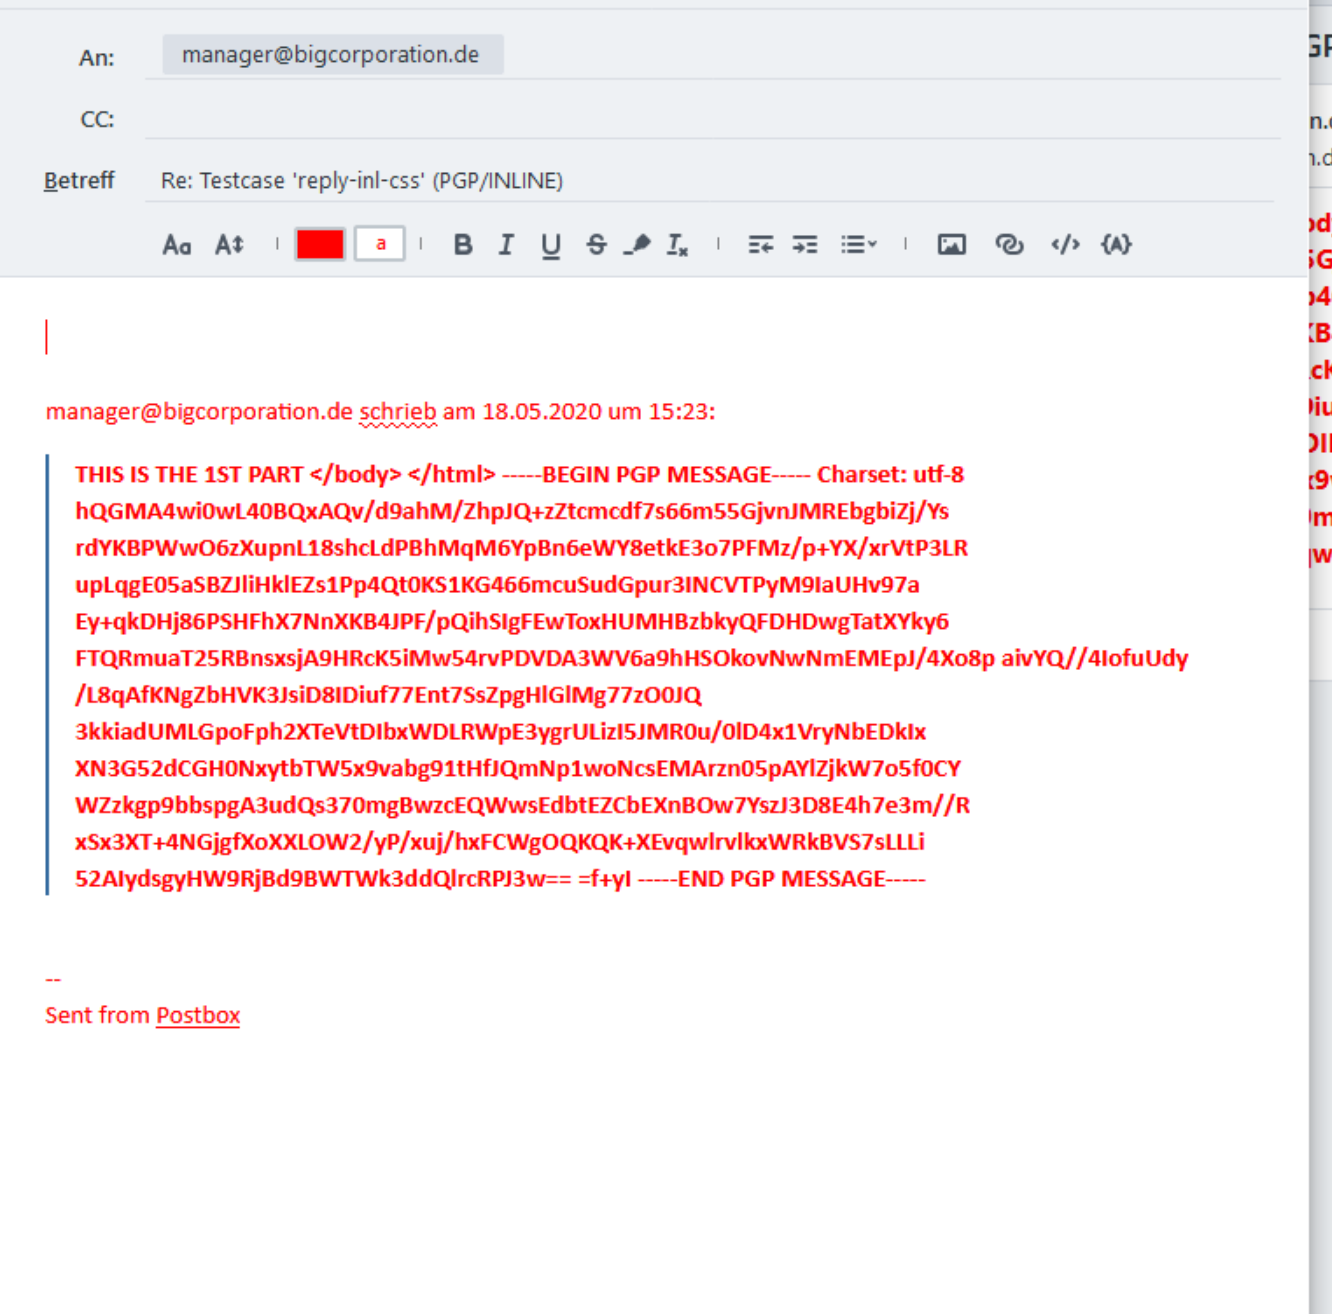 An: manager@bigcorporation.de
CC:
Betreff Re: Testcase 'reply-inl-css' (PGP/INLINE)
Aa A a B I U S Ix </> {A}
manager@bigcorporation.de schrieb am 18.05.2020 um 15:23:
THIS IS THE 1ST PART </body> </html> -----BEGIN PGP MESSAGE----- Charset: utf-8
hQGMA4wi0wL40BQxAQv/d9ahM/ZhpJQ+zZtcmcdf7s66m55GjvnJMREbgbiZj/Ys
rdYKBPWwO6zXupnL18shcLdPBhMqM6YpBn6eWY8etkE3o7PFMz/p+YX/xrVtP3LR
upLqgE05aSBZJliHklEZs1Pp4Qt0KS1KG466mcuSudGpur3INCVTPyM9IaUHv97a
Ey+qkDHj86PSHFhX7NnXKB4JPF/pQihSIgFEwToxHUMHBzbkyQFDHDwgTatXYky6
FTQRmuaT25RBnsxsjA9HRcK5iMw54rvPDVDA3WV6a9hHSOkovNwNmEMEpJ/4Xo8p aivYQ//4IofuUdy
/L8qAfKNgZbHVK3JsiD8IDiuf77Ent7SsZpgHlGlMg77zO0JQ
3kkiadUMLGpoFph2XTeVtDIbxWDLRWpE3ygrULizI5JMR0u/0lD4x1VryNbEDkIx
XN3G52dCGH0NxytbTW5x9vabg91tHfJQmNp1woNcsEMArzn05pAYlZjkW7o5f0CY
WZzkgp9bbspgA3udQs370mgBwzcEQWwsEdbtEZCbEXnBOw7YszJ3D8E4h7e3m//R
xSx3XT+4NGjgfXoXXLOW2/yP/xuj/hxFCWgOQKQK+XEvqwlrvlkxWRkBVS7sLLLi
52AIydsgyHW9RjBd9BWTWk3ddQlrcRPJ3w== =f+yI -----END PGP MESSAGE-----
--
Sent from Postbox